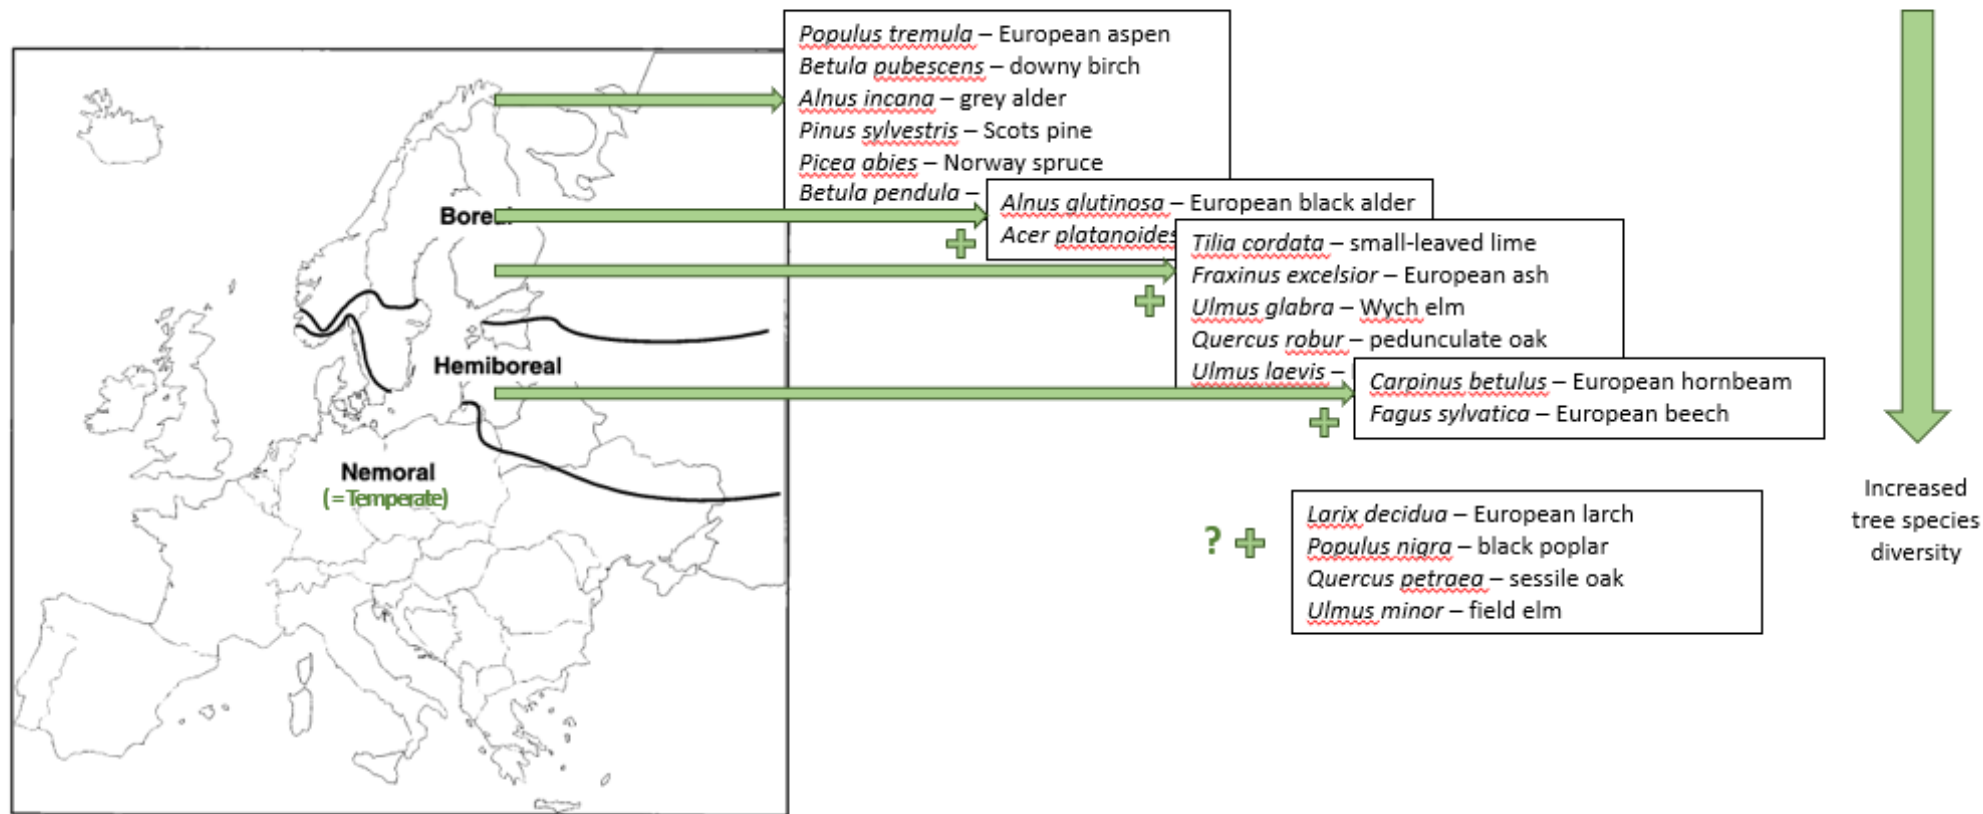 Populus tremula – European aspen
Betula pubescens – downy birch
Alnus incana – grey alder
Pinus sylvestris – Scots pine
Picea abies – Norway spruce
Betula pendula –
Alnus glutinosa – European black alder
Acer platanoides
Tilia cordata – small-leaved lime
Fraxinus excelsior – European ash
Ulmus glabra – Wych elm
Quercus robur – pedunculate oak
Ulmus laevis –
Carpinus betulus – European hornbeam
Fagus sylvatica – European beech
? +
Larix decidua – European larch
Populus nigra – black poplar
Quercus petraea – sessile oak
Ulmus minor – field elm
Boreal
Hemiboreal
Nemoral
( = Temperate)
Increased
tree species
diversity